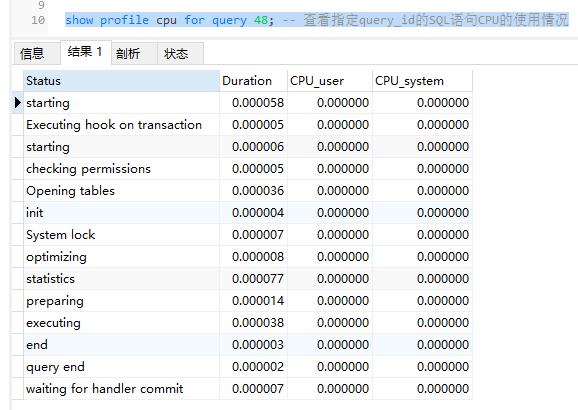 9
10 show profile cpu for query 48; -- 查看指定query_id的SQL语句CPU的使用情况
信息 结果 1 剖析 状态
Status Duration CPU_user CPU_system
starting 0.000058 0.000000 0.000000
Executing hook on transaction 0.000005 0.000000 0.000000
starting 0.000006 0.000000 0.000000
checking permissions 0.000005 0.000000 0.000000
Opening tables 0.000036 0.000000 0.000000
init 0.000004 0.000000 0.000000
System lock 0.000007 0.000000 0.000000
optimizing 0.000008 0.000000 0.000000
statistics 0.000077 0.000000 0.000000
preparing 0.000014 0.000000 0.000000
executing 0.000038 0.000000 0.000000
end 0.000003 0.000000 0.000000
query end 0.000002 0.000000 0.000000
waiting for handler commit 0.000007 0.000000 0.000000